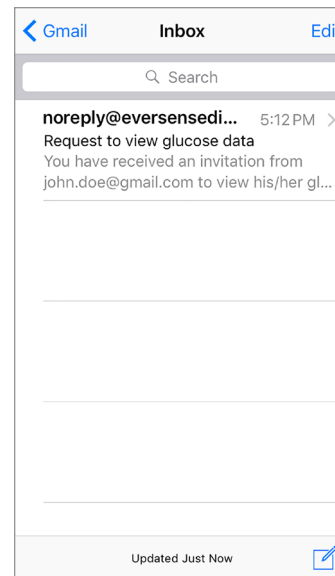 Gmail Inbox Edi
Search
noreply@eversensedi... 5:12 PM
Request to view glucose data
You have received an invitation from
john.doe@gmail.com to view his/her gl...
Updated Just Now